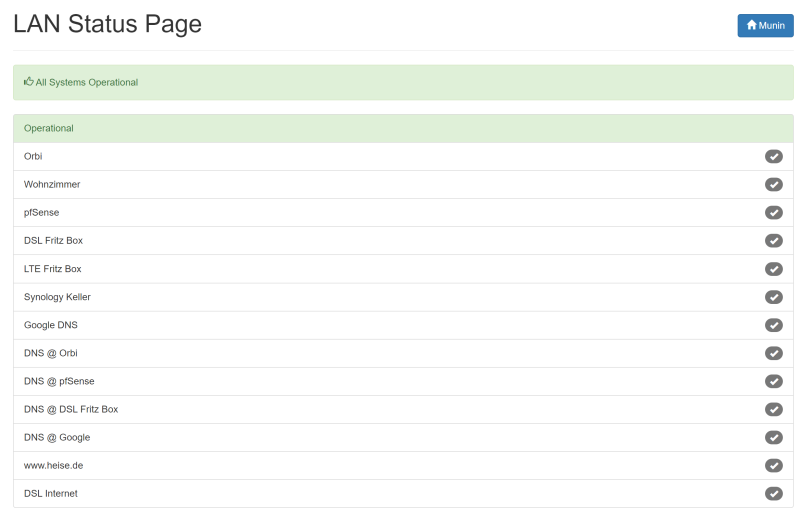 LAN Status Page
Munin
All Systems Operational
Operational
Orbi
Wohnzimmer
pfSense
DSL Fritz Box
LTE Fritz Box
Synology Keller
Google DNS
DNS @ Orbi
DNS @ pfSense
DNS @ DSL Fritz Box
DNS @ Google
www.heise.de
DSL Internet